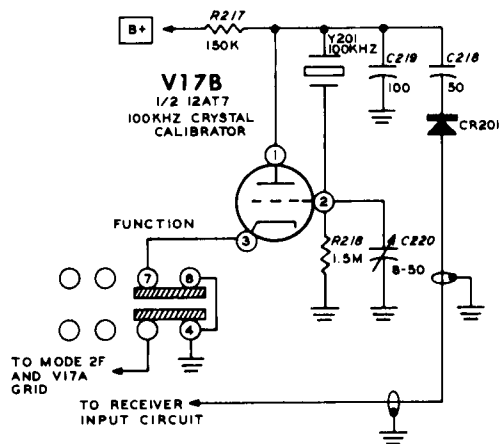 B+
R217
150K
Y201
100KHZ
C219
100
C218
50
CR201
V17B
1/2 12AT7
100KHZ CRYSTAL
CALIBRATOR
1
2
3
R218
1.5M
C220
8-50
FUNCTION
7
8
4
TO MODE 2F
AND V17A
GRID
TO RECEIVER
INPUT CIRCUIT